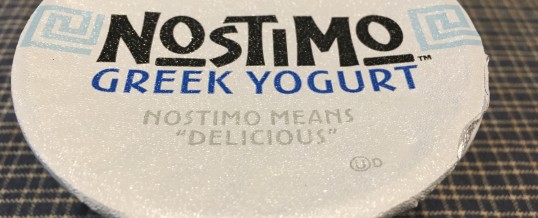 NOSTIMO™
GREEK YOGURT
NOSTIMO MEANS
"DELICIOUS"
Ⓤ D